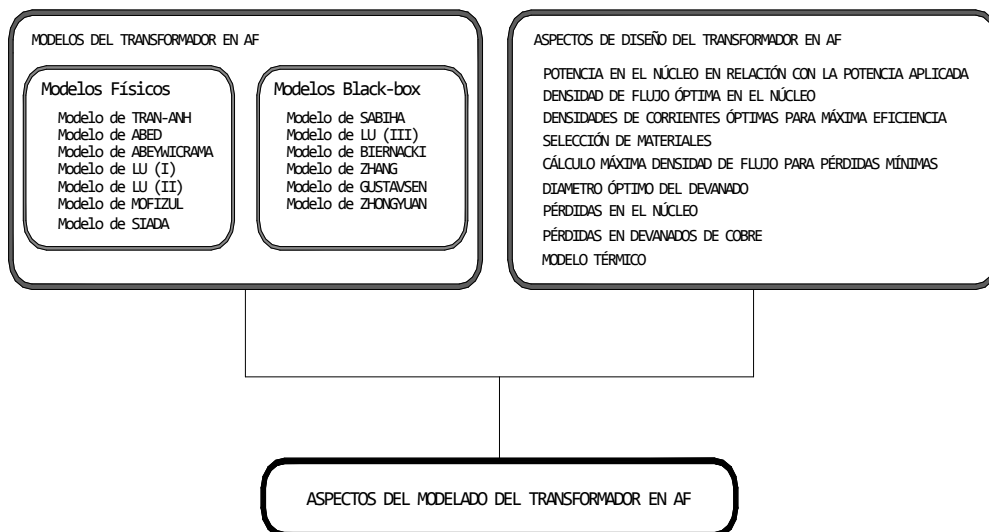 MODELOS DEL TRANSFORMADOR EN AF
Modelos Físicos
Modelo de TRAN-ANH
Modelo de ABED
Modelo de ABEYWICRAMA
Modelo de LU (I)
Modelo de LU (II)
Modelo de MOFIZUL
Modelo de SIADA
Modelos Black-box
Modelo de SABIHA
Modelo de LU (III)
Modelo de BIERNACKI
Modelo de ZHANG
Modelo de GUSTAVSEN
Modelo de ZHONGYUAN
ASPECTOS DE DISEÑO DEL TRANSFORMADOR EN AF
POTENCIA EN EL NÚCLEO EN RELACIÓN CON LA POTENCIA APLICADA
DENSIDAD DE FLUJO ÓPTIMA EN EL NÚCLEO
DENSIDADES DE CORRIENTES ÓPTIMAS PARA MÁXIMA EFICIENCIA
SELECCIÓN DE MATERIALES
CÁLCULO MÁXIMA DENSIDAD DE FLUJO PARA PÉRDIDAS MÍNIMAS
DIAMETRO ÓPTIMO DEL DEVANADO
PÉRDIDAS EN EL NÚCLEO
PÉRDIDAS EN DEVANADOS DE COBRE
MODELO TÉRMICO
ASPECTOS DEL MODELADO DEL TRANSFORMADOR EN AF